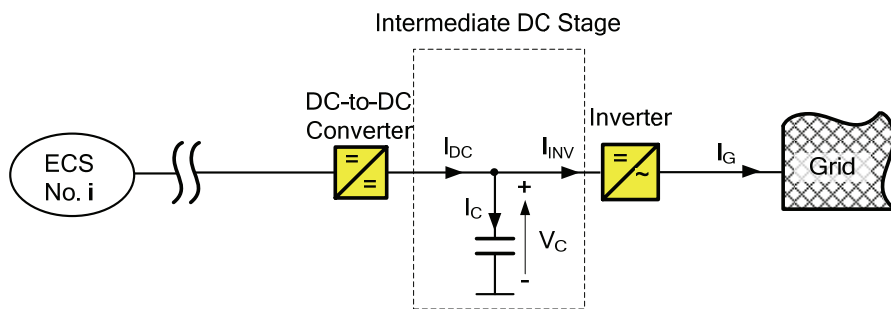 Intermediate DC Stage
DC-to-DC
Converter
Inverter
ECS
No. i
=
=
I_DC
I_INV
=
~
I_G
Grid
I_C
+
V_C
-